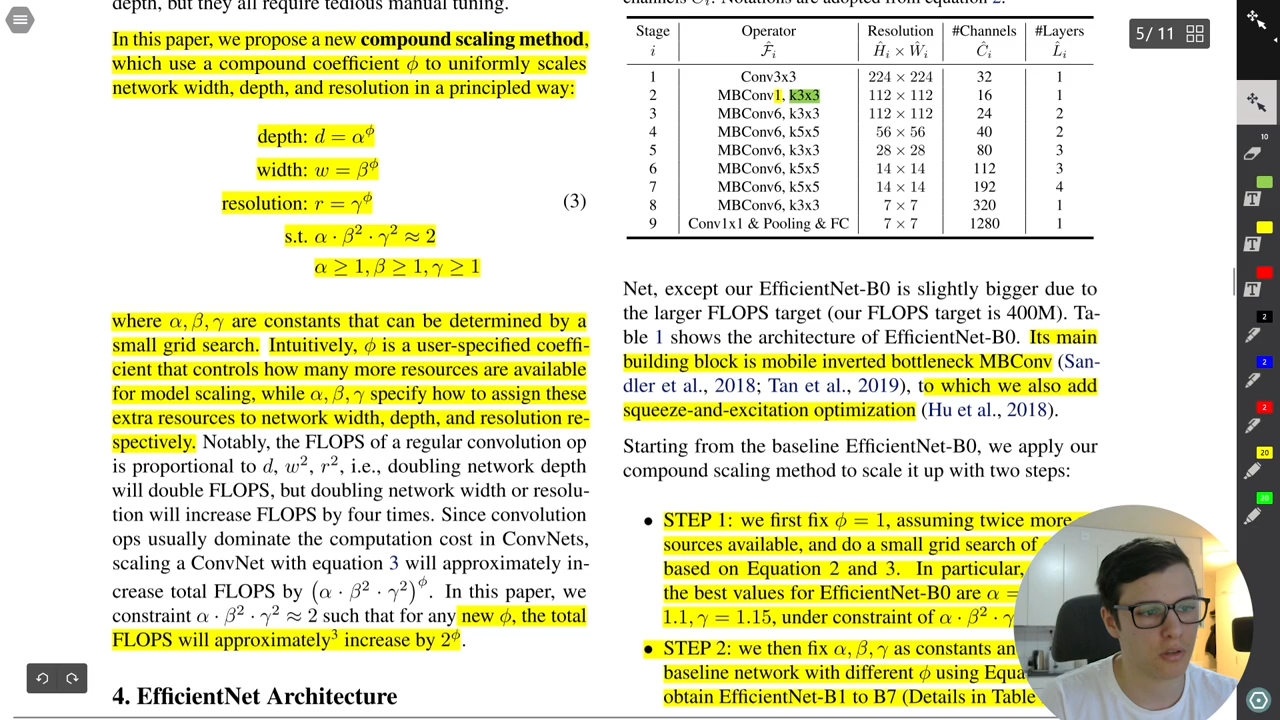 depth, but they all require tedious manual tuning.
In this paper, we propose a new compound scaling method,
which use a compound coefficient ϕ to uniformly scales
network width, depth, and resolution in a principled way:
depth: d = α^ϕ
width: w = β^ϕ
resolution: r = γ^ϕ
(3)
s.t. α · β² · γ² ≈ 2
α ≥ 1, β ≥ 1, γ ≥ 1
where α, β, γ are constants that can be determined by a
small grid search. Intuitively, ϕ is a user-specified coeffi-
cient that controls how many more resources are available
for model scaling, while α, β, γ specify how to assign these
extra resources to network width, depth, and resolution re-
spectively. Notably, the FLOPS of a regular convolution op
is proportional to d, w², r², i.e., doubling network depth
will double FLOPS, but doubling network width or resolu-
tion will increase FLOPS by four times. Since convolution
ops usually dominate the computation cost in ConvNets,
scaling a ConvNet with equation 3 will approximately in-
crease total FLOPS by (α · β² · γ²)^ϕ. In this paper, we
constraint α · β² · γ² ≈ 2 such that for any new ϕ, the total
FLOPS will approximately³ increase by 2^ϕ.
4. EfficientNet Architecture
Stage i | Operator F̂ᵢ | Resolution Ĥᵢ × Ŵᵢ | #Channels Ĉᵢ | #Layers L̂ᵢ
1 Conv3x3 224 × 224 32 1
2 MBConv1, k3x3 112 × 112 16 1
3 MBConv6, k3x3 112 × 112 24 2
4 MBConv6, k5x5 56 × 56 40 2
5 MBConv6, k3x3 28 × 28 80 3
6 MBConv6, k5x5 14 × 14 112 3
7 MBConv6, k5x5 14 × 14 192 4
8 MBConv6, k3x3 7 × 7 320 1
9 Conv1x1 & Pooling & FC 7 × 7 1280 1
Net, except our EfficientNet-B0 is slightly bigger due to
the larger FLOPS target (our FLOPS target is 400M). Ta-
ble 1 shows the architecture of EfficientNet-B0. Its main
building block is mobile inverted bottleneck MBConv (San-
dler et al., 2018; Tan et al., 2019), to which we also add
squeeze-and-excitation optimization (Hu et al., 2018).
Starting from the baseline EfficientNet-B0, we apply our
compound scaling method to scale it up with two steps:
• STEP 1: we first fix ϕ = 1, assuming twice more
sources available, and do a small grid search of
based on Equation 2 and 3. In particular,
the best values for EfficientNet-B0 are α =
1.1, γ = 1.15, under constraint of α · β² · γ
• STEP 2: we then fix α, β, γ as constants an
baseline network with different ϕ using Equa
obtain EfficientNet-B1 to B7 (Details in Table
5 / 11
10
T
T
T
2
2
2
20
30